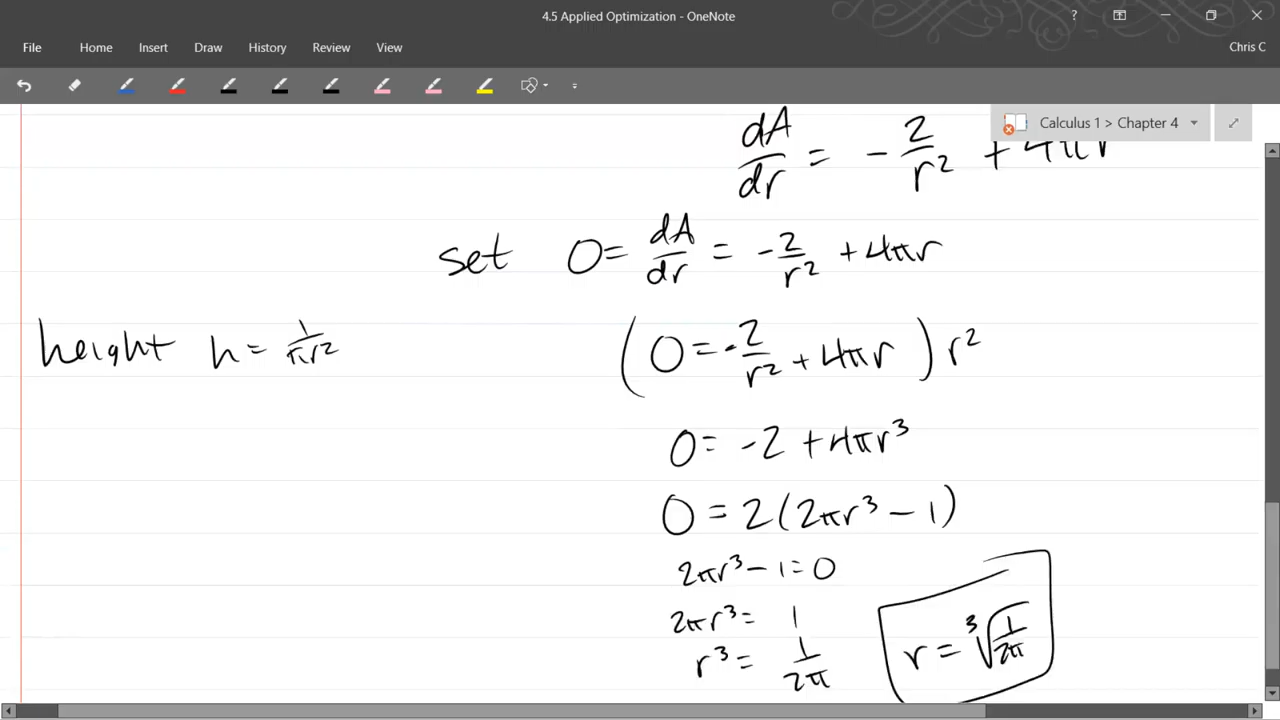 4.5 Applied Optimization - OneNote
?
File Home Insert Draw History Review View
Chris C
Calculus 1 > Chapter 4
dA/dr = - 2/r² + 4πr
set 0 = dA/dr = -2/r² + 4πr
height h = 1/πr²
(0 = -2/r² + 4πr) r²
0 = -2 + 4πr³
0 = 2(2πr³ - 1)
2πr³ - 1 = 0
2πr³ = 1
r³ = 1/2π
r = ³√(1/2π)